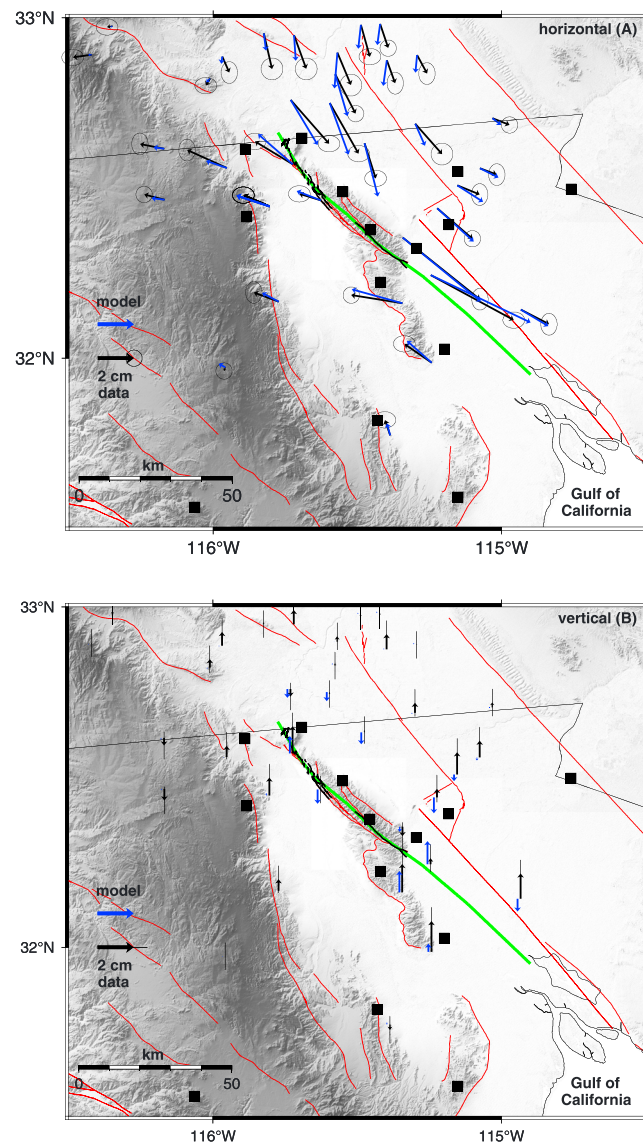 33°N
horizontal (A)
model
32°N
2 cm
data
km
0
50
Gulf of
California
116°W
115°W
33°N
vertical (B)
model
32°N
2 cm
data
km
0
50
Gulf of
California
116°W
115°W